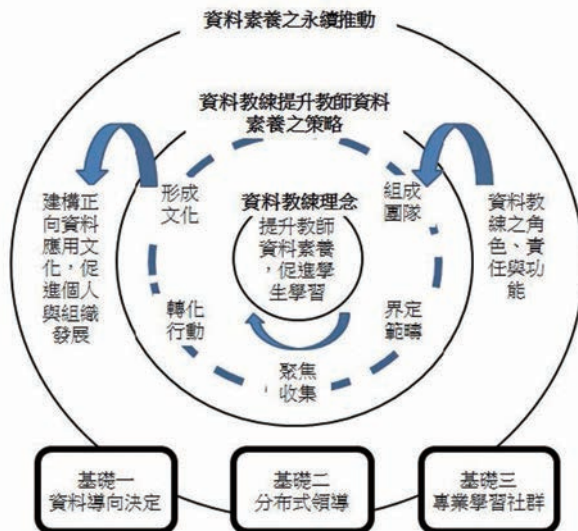 資料素養之永續推動
資料教練提升教師資料
素養之策略
形成
文化
組成
團隊
資料教練理念
提升教師
資料素養
，促進學
生學習
建構正
向資料
應用文
化，促
進個人
與組織
發展
資料教
練之角
色、責
任與功
能
轉化
行動
界定
範疇
聚焦
收集
基礎一
資料導向決定
基礎二
分布式領導
基礎三
專業學習社群